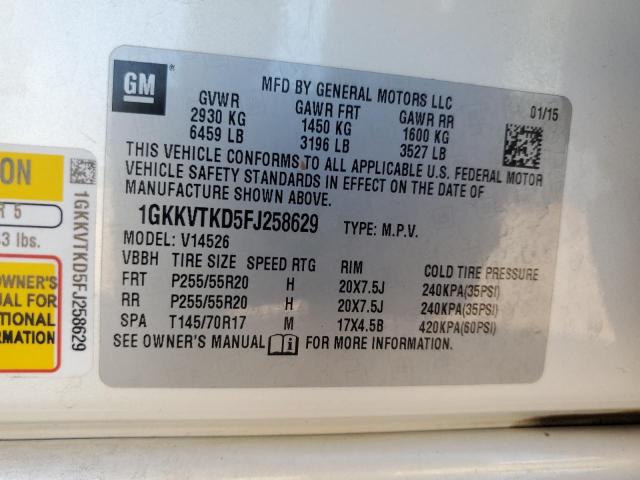 GM
MFD BY GENERAL MOTORS LLC
01/15
GVWR GAWR FRT GAWR RR
2930 KG 1450 KG 1600 KG
6459 LB 3196 LB 3527 LB
THIS VEHICLE CONFORMS TO ALL APPLICABLE U.S. FEDERAL MOTOR
VEHICLE SAFETY STANDARDS IN EFFECT ON THE DATE OF
MANUFACTURE SHOWN ABOVE.
1GKKVTKD5FJ258629 TYPE: M.P.V.
MODEL: V14526
VBBH TIRE SIZE SPEED RTG RIM COLD TIRE PRESSURE
FRT P255/55R20 H 20X7.5J 240KPA(35PSI)
RR P255/55R20 H 20X7.5J 240KPA(35PSI)
SPA T145/70R17 M 17X4.5B 420KPA(60PSI)
SEE OWNER'S MANUAL FOR MORE INFORMATION.
ON
R 5
3 lbs.
OWNER'S
UAL FOR
TIONAL
RMATION
1GKKVTKD5FJ258629